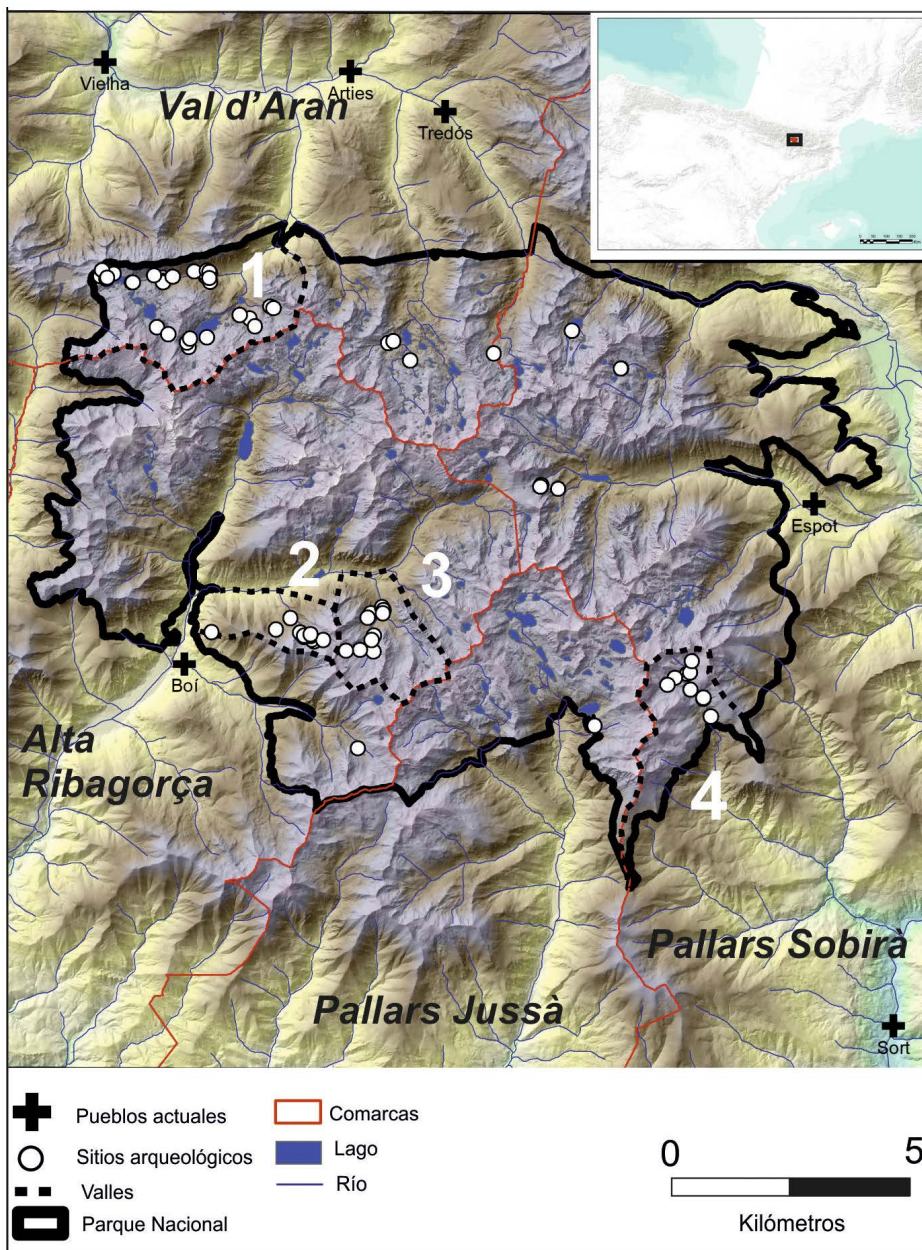 Vielha
Arties
Val d'Aran
Tredós
1
2
3
Espot
Boí
Alta
Ribagorça
4
Pallars Sobirà
Pallars Jussà
Sort
Pueblos actuales
Sitios arqueológicos
Valles
Parque Nacional
Comarcas
Lago
Río
0 5
Kilómetros